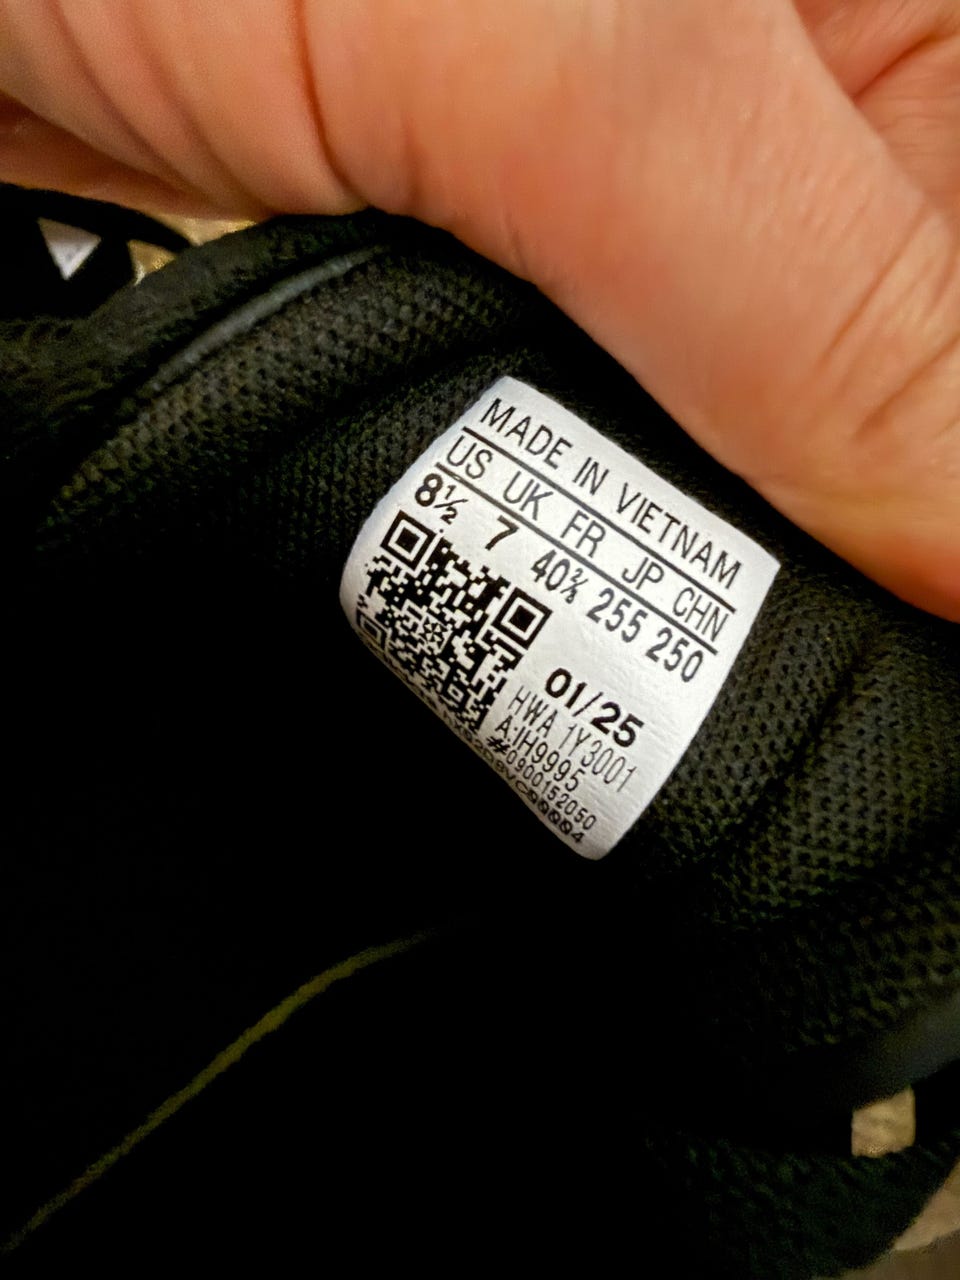 MADE IN VIETNAM
US UK FR JP CHN
8½ 7 40⅔ 255 250
01/25
HWA 1Y3001
A:IH9995
#0900152050